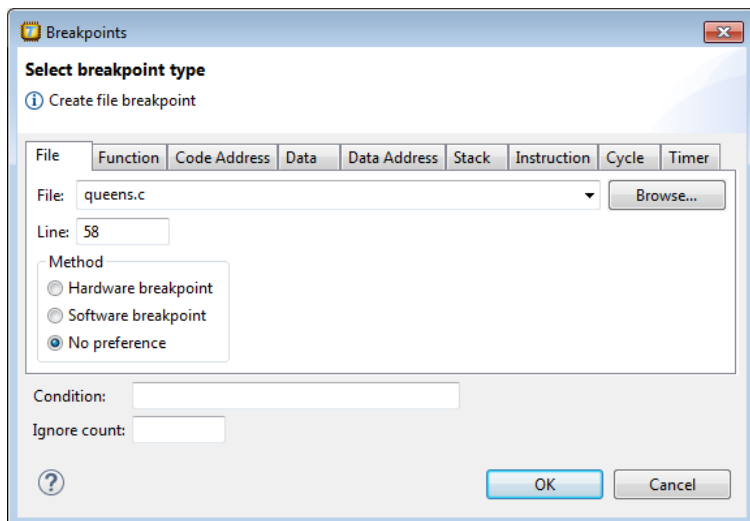 Breakpoints
Select breakpoint type
Create file breakpoint
File Function Code Address Data Data Address Stack Instruction Cycle Timer
File: queens.c Browse...
Line: 58
Method
Hardware breakpoint
Software breakpoint
No preference
Condition:
Ignore count:
OK Cancel